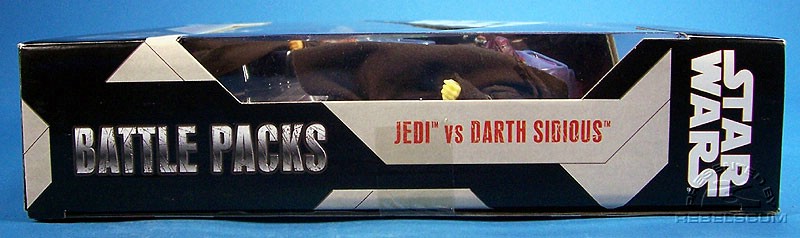 BATTLE PACKS
JEDI™ vs DARTH SIDIOUS™
STAR
WARS
REBELSCUM